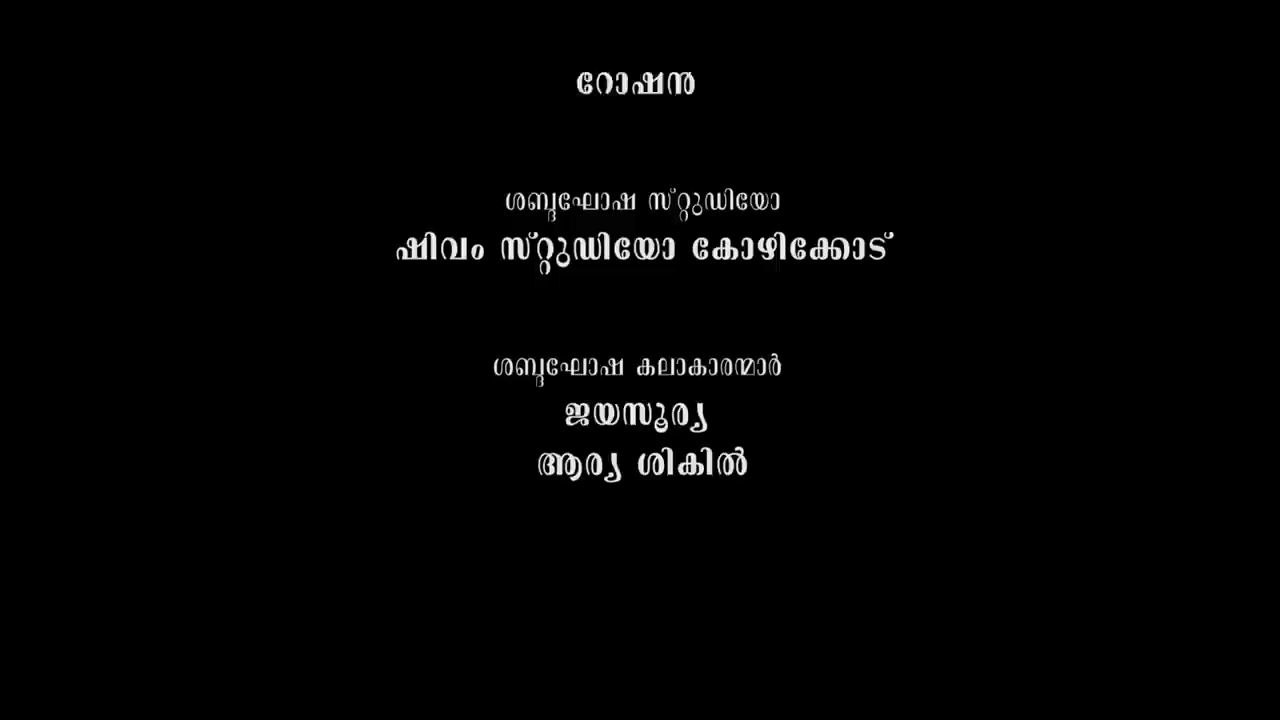 റോഷൻ
ശബ്ദഘോഷ സ്റ്റുഡിയോ
ഷിവം സ്റ്റുഡിയോ കോഴിക്കോട്
ശബ്ദഘോഷ കലാകാരന്മാർ
ജയസൂര്യ
ആര്യ ശികിൽ